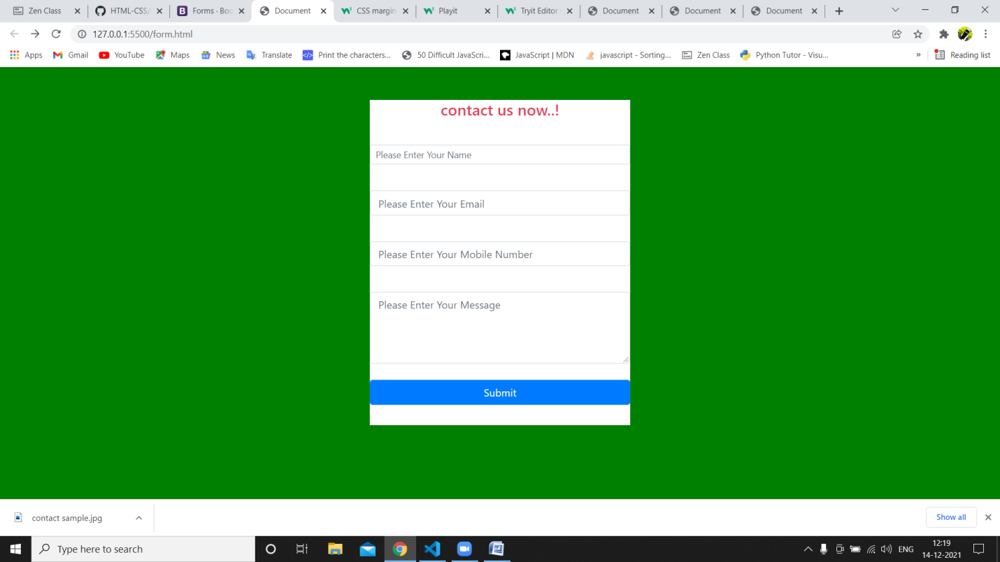 Zen Class
HTML-CSS/
Forms · Boo
Document
CSS margin
Playit
Tryit Editor
Document
Document
Document
127.0.0.1:5500/form.html
Apps
Gmail
YouTube
Maps
News
Translate
Print the characters...
50 Difficult JavaScri...
JavaScript | MDN
javascript - Sorting...
Zen Class
Python Tutor - Visu...
»
Reading list
contact us now..!
Please Enter Your Name
Please Enter Your Email
Please Enter Your Mobile Number
Please Enter Your Message
Submit
contact sample.jpg
Show all
Type here to search
ENG
12:19
14-12-2021